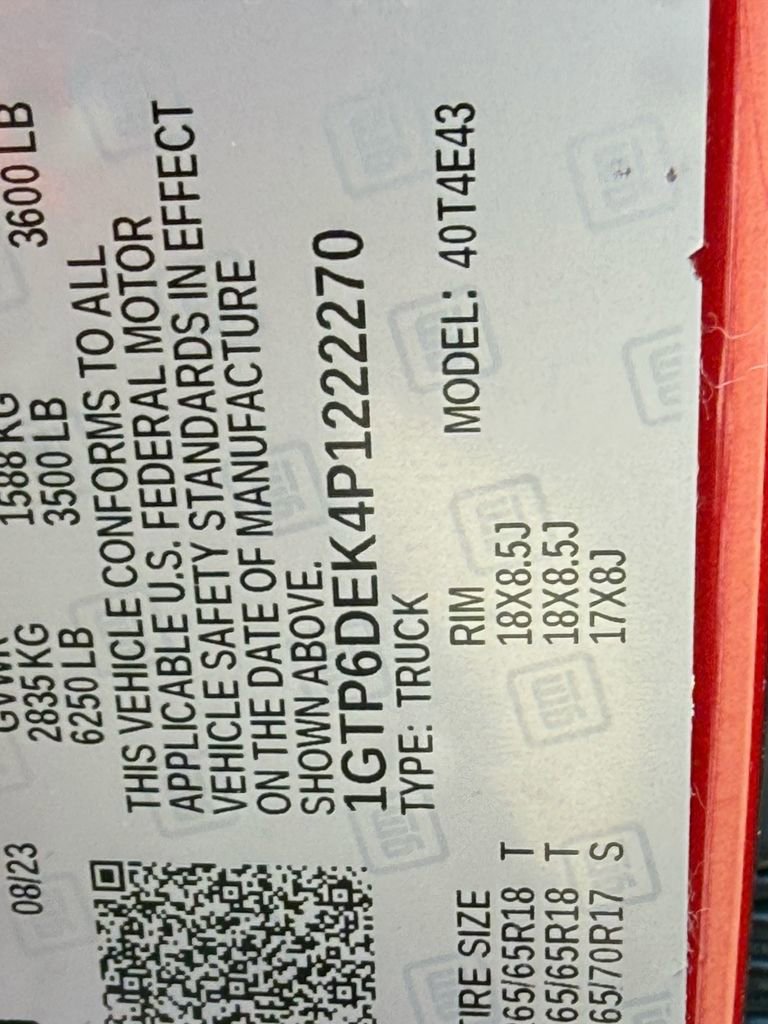 08/23
2835 KG
6250 LB
1588 KG
3500 LB
3600 LB
THIS VEHICLE CONFORMS TO ALL
APPLICABLE U.S. FEDERAL MOTOR
VEHICLE SAFETY STANDARDS IN EFFECT
ON THE DATE OF MANUFACTURE
SHOWN ABOVE.
1GTP6DEK4P1222270
TYPE: TRUCK
MODEL: 40T4E43
TIRE SIZE RIM
65/65R18 T 18X8.5J
65/65R18 T 18X8.5J
65/70R17 S 17X8J